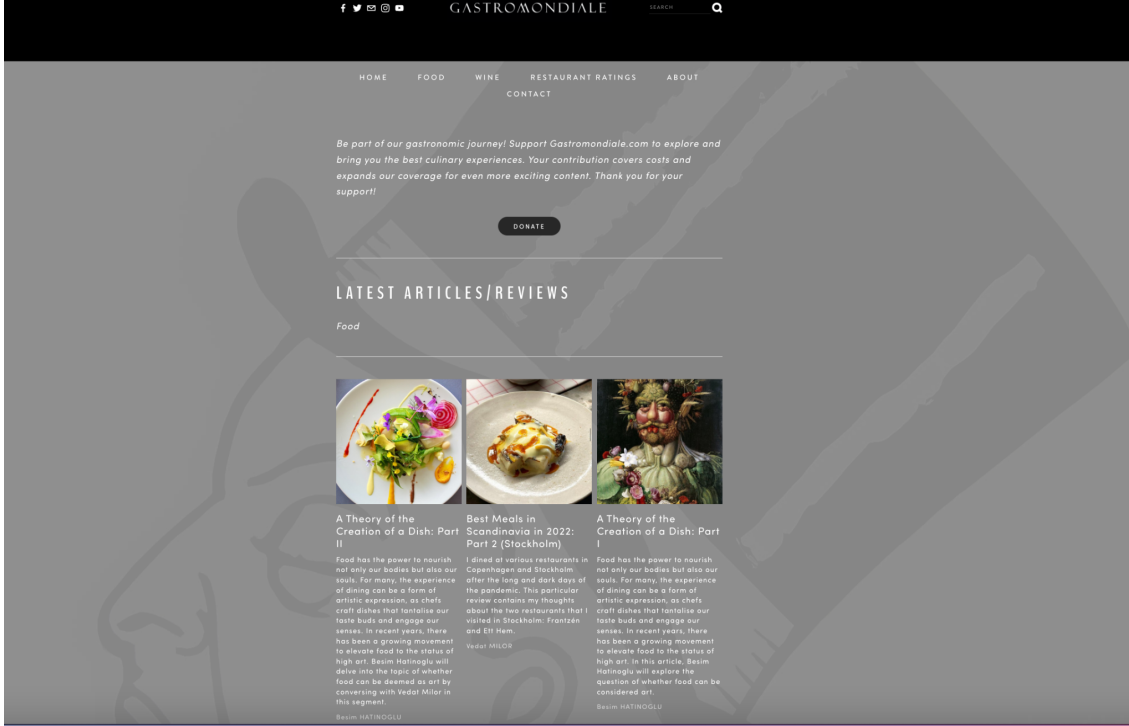 GASTROMONDIALE
SEARCH
HOME FOOD WINE RESTAURANT RATINGS ABOUT
CONTACT
Be part of our gastronomic journey! Support Gastromondiale.com to explore and
bring you the best culinary experiences. Your contribution covers costs and
expands our coverage for even more exciting content. Thank you for your
support!
DONATE
LATEST ARTICLES/REVIEWS
Food
A Theory of the
Creation of a Dish: Part
II
Food has the power to nourish
not only our bodies but also our
souls. For many, the experience
of dining can be a form of
artistic expression, as chefs
craft dishes that tantalise our
taste buds and engage our
senses. In recent years, there
has been a growing movement
to elevate food to the status of
high art. Besim Hatinoglu will
delve into the topic of whether
food can be deemed as art by
conversing with Vedat Milor in
this segment.
Besim HATINOGLU
Best Meals in
Scandinavia in 2022:
Part 2 (Stockholm)
I dined at various restaurants in
Copenhagen and Stockholm
after the long and dark days of
the pandemic. This particular
review contains my thoughts
about the two restaurants that I
visited in Stockholm: Frantzén
and Ett Hem.
Vedat MILOR
A Theory of the
Creation of a Dish: Part
I
Food has the power to nourish
not only our bodies but also our
souls. For many, the experience
of dining can be a form of
artistic expression, as chefs
craft dishes that tantalise our
taste buds and engage our
senses. In recent years, there
has been a growing movement
to elevate food to the status of
high art. In this article, Besim
Hatinoglu will explore the
question of whether food can be
considered art.
Besim HATINOGLU